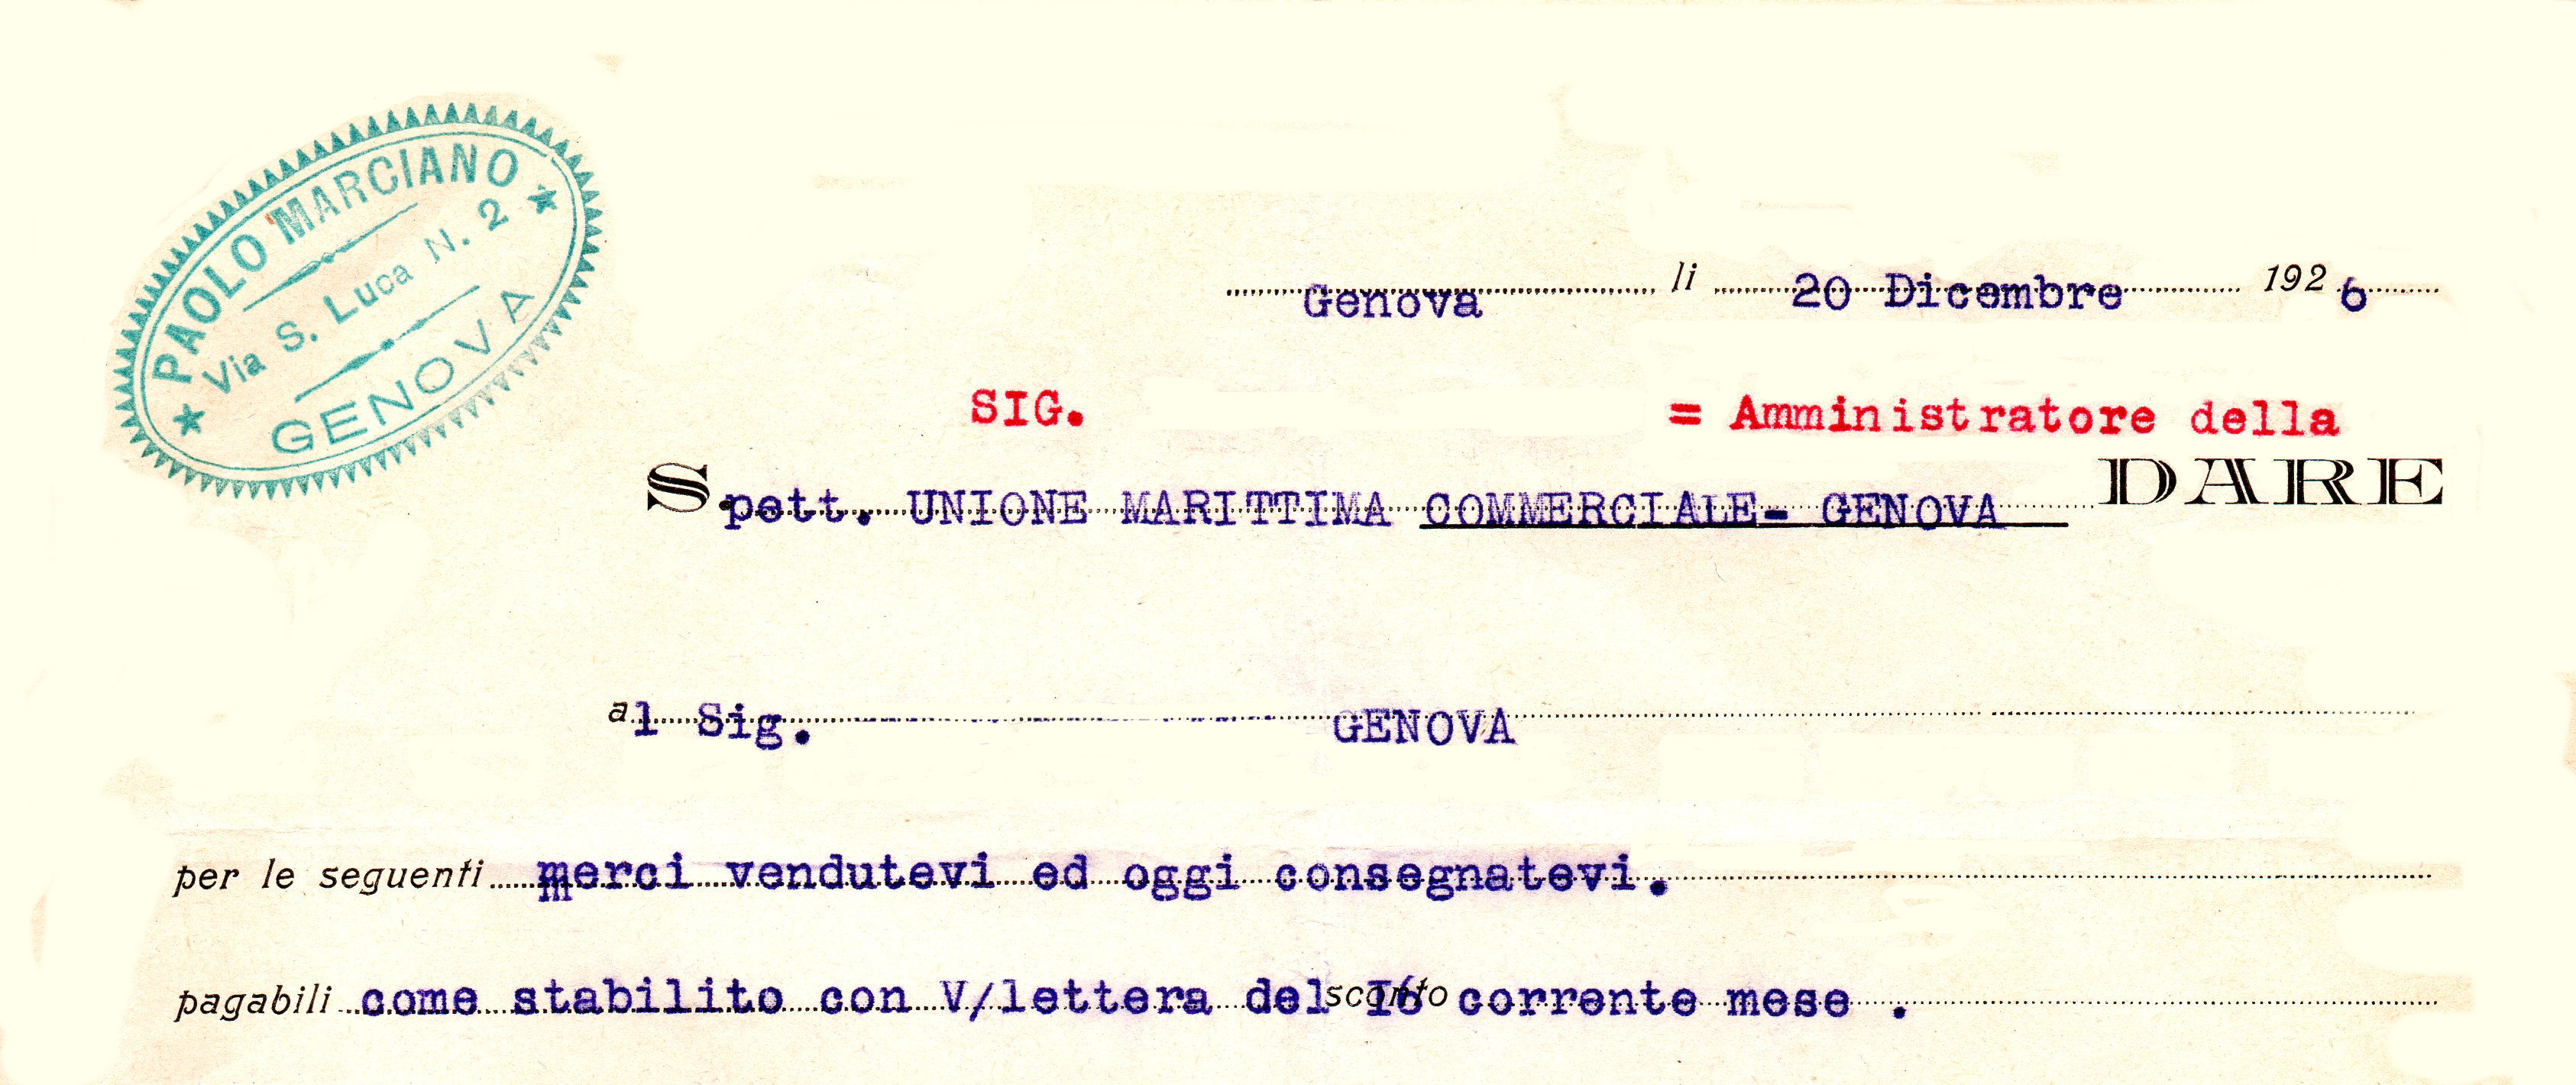 PAOLO MARCIANO
Via S. Luca N. 2
GENOVA
Genova li 20 Dicembre 1926
SIG. = Amministratore della
Spett. UNIONE MARITTIMA COMMERCIALE- GENOVA DARE
al Sig. GENOVA
per le seguenti merci vendutevi ed oggi consegnatevi.
pagabili come stabilito con V/lettera del sconto I6 corrente mese .